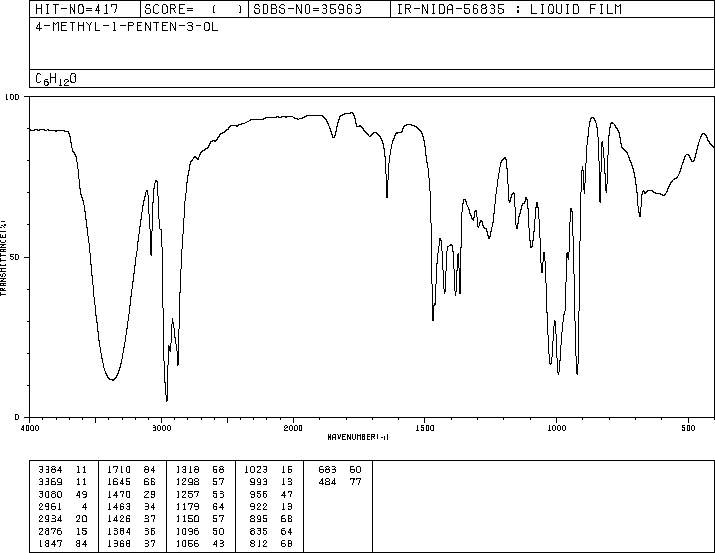 HIT-NO=417 SCORE= ( ) SDBS-NO=35963 IR-NIDA-56835 : LIQUID FILM
4-METHYL-1-PENTEN-3-OL
C6H12O
100
50
0
TRANSMITTANCE(%)
4000 3000 2000 1500 1000 500
WAVENUMBER(-1)
3384 11 1710 84 1318 58 1023 15 683 60
3369 11 1645 66 1298 57 993 13 484 77
3080 49 1470 29 1257 53 956 47
2961 4 1463 34 1179 64 922 13
2934 20 1426 37 1150 57 895 68
2876 15 1384 36 1096 50 835 64
1847 84 1368 37 1056 43 812 68